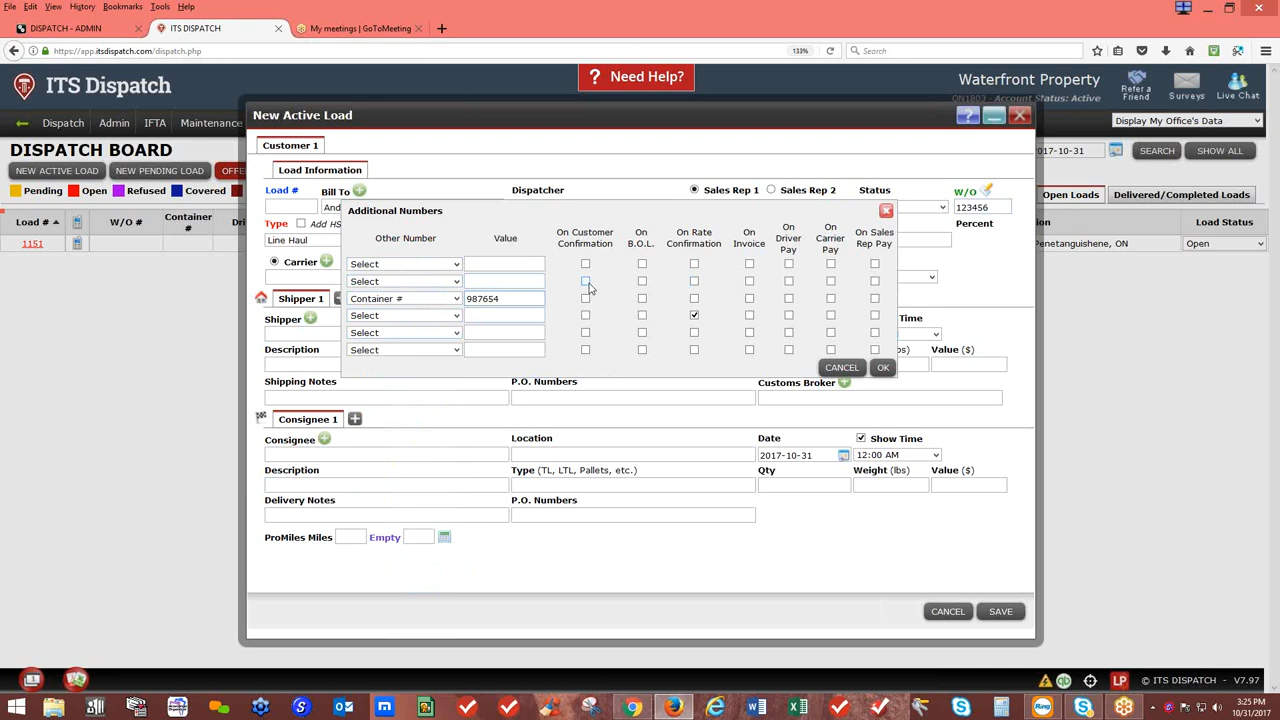 File Edit View History Bookmarks Tools Help
DISPATCH - ADMIN
ITS DISPATCH
My meetings | GoToMeeting
https://app.itsdispatch.com/dispatch.php
133%
Search
ITS Dispatch
? Need Help?
Waterfront Property
Account Status: Active
Refer a Friend
Surveys
Live Chat
Dispatch Admin IFTA Maintenance
Display My Office's Data
DISPATCH BOARD
2017-10-31
SEARCH
SHOW ALL
NEW ACTIVE LOAD
NEW PENDING LOAD
Pending Open Refused Covered
Open Loads
Delivered/Completed Loads
Load #
W/O #
Container #
Load Status
1151
Penetanguishene, ON
Open
New Active Load
Customer 1
Load Information
Load #
Bill To
Dispatcher
Sales Rep 1
Sales Rep 2
Status
W/O
123456
Type
Percent
Line Haul
Carrier
Additional Numbers
Other Number
Value
On Customer Confirmation
On B.O.L.
On Rate Confirmation
On Invoice
On Driver Pay
On Carrier Pay
On Sales Rep Pay
Select
Select
Container #
987654
Select
Select
Select
CANCEL
OK
Shipper 1
Shipper
Time
Description
Value ($)
Shipping Notes
P.O. Numbers
Customs Broker
Consignee 1
Consignee
Location
Date
Show Time
2017-10-31
12:00 AM
Description
Type (TL, LTL, Pallets, etc.)
Qty
Weight (lbs)
Value ($)
Delivery Notes
P.O. Numbers
ProMiles Miles
Empty
CANCEL
SAVE
LP
© ITS DISPATCH - V7.97
3:25 PM
10/31/2017